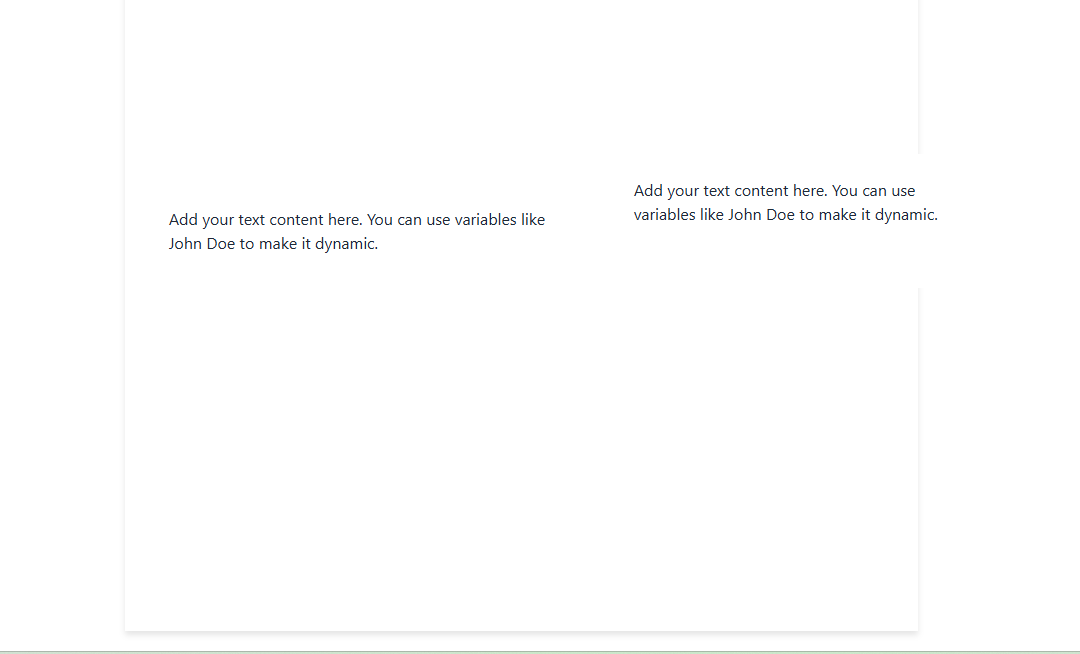 Add your text content here. You can use variables like
John Doe to make it dynamic.
Add your text content here. You can use
variables like John Doe to make it dynamic.